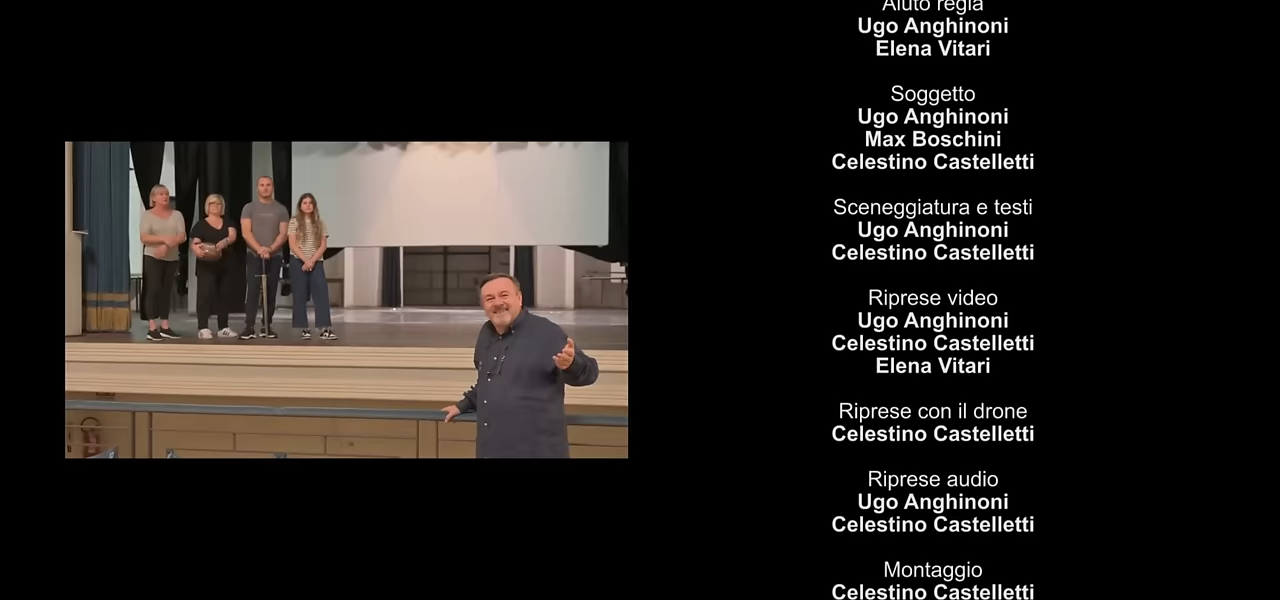 Aiuto regia
Ugo Anghinoni
Elena Vitari
Soggetto
Ugo Anghinoni
Max Boschini
Celestino Castelletti
Sceneggiatura e testi
Ugo Anghinoni
Celestino Castelletti
Riprese video
Ugo Anghinoni
Celestino Castelletti
Elena Vitari
Riprese con il drone
Celestino Castelletti
Riprese audio
Ugo Anghinoni
Celestino Castelletti
Montaggio
Celestino Castelletti